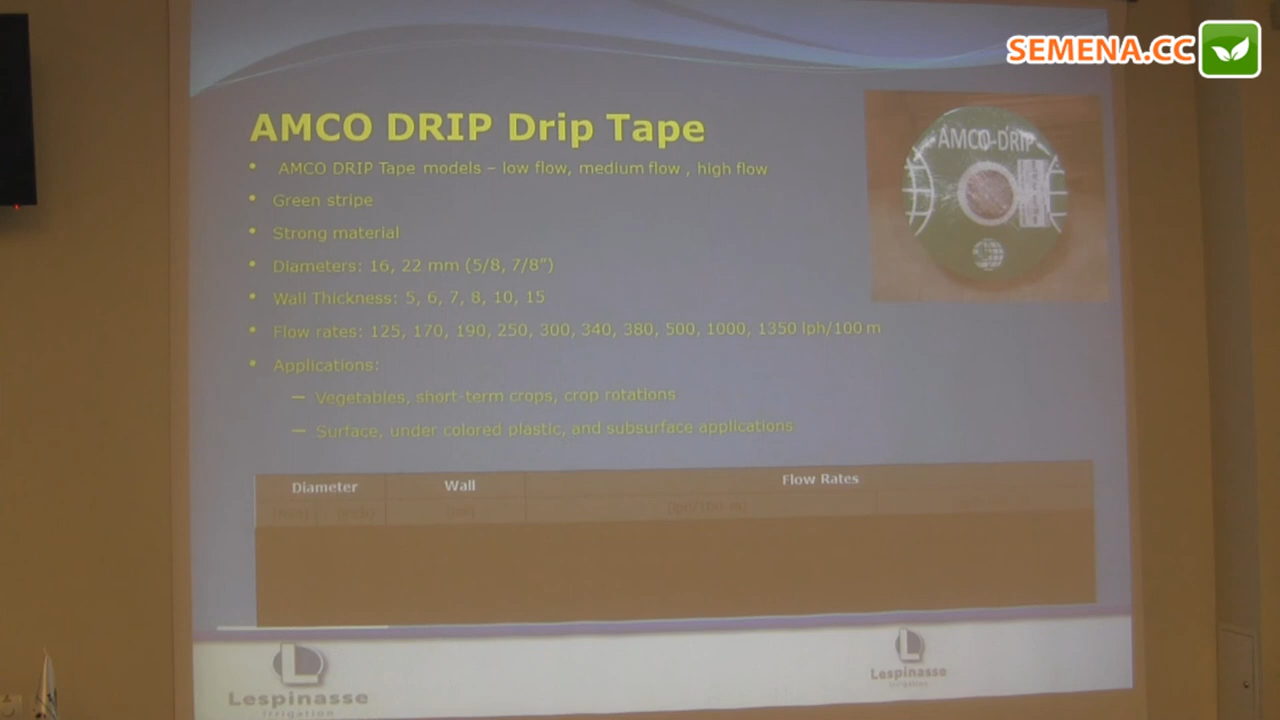 SEMENA.CC
AMCO DRIP Drip Tape
• AMCO DRIP Tape models – low flow, medium flow , high flow
• Green stripe
• Strong material
• Diameters: 16, 22 mm (5/8, 7/8”)
• Wall Thickness: 5, 6, 7, 8, 10, 15
• Flow rates: 125, 170, 190, 250, 300, 340, 380, 500, 1000, 1350 lph/100 m
• Applications:
– Vegetables, short-term crops, crop rotations
– Surface, under colored plastic, and subsurface applications
AMCO-DRIP
Diameter Wall Flow Rates
Lespinasse
Irrigation
Lespinasse
Irrigation